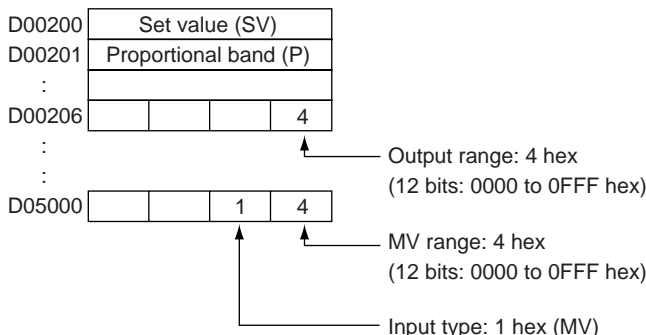 D00200 Set value (SV)
D00201 Proportional band (P)
:
D00206 4
:
:
D05000 1 4
Output range: 4 hex
(12 bits: 0000 to 0FFF hex)
MV range: 4 hex
(12 bits: 0000 to 0FFF hex)
Input type: 1 hex (MV)